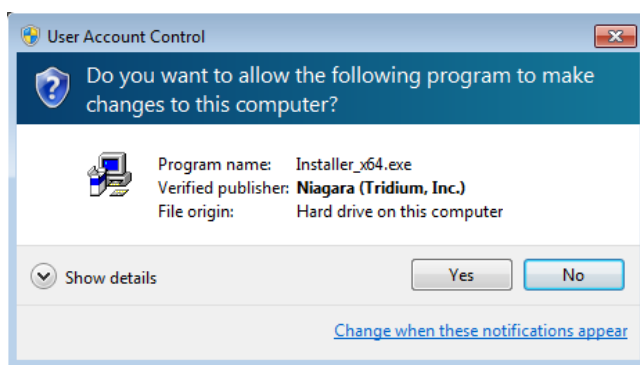 User Account Control
Do you want to allow the following program to make
changes to this computer?
Program name: Installer_x64.exe
Verified publisher: Niagara (Tridium, Inc.)
File origin: Hard drive on this computer
Show details Yes No
Change when these notifications appear